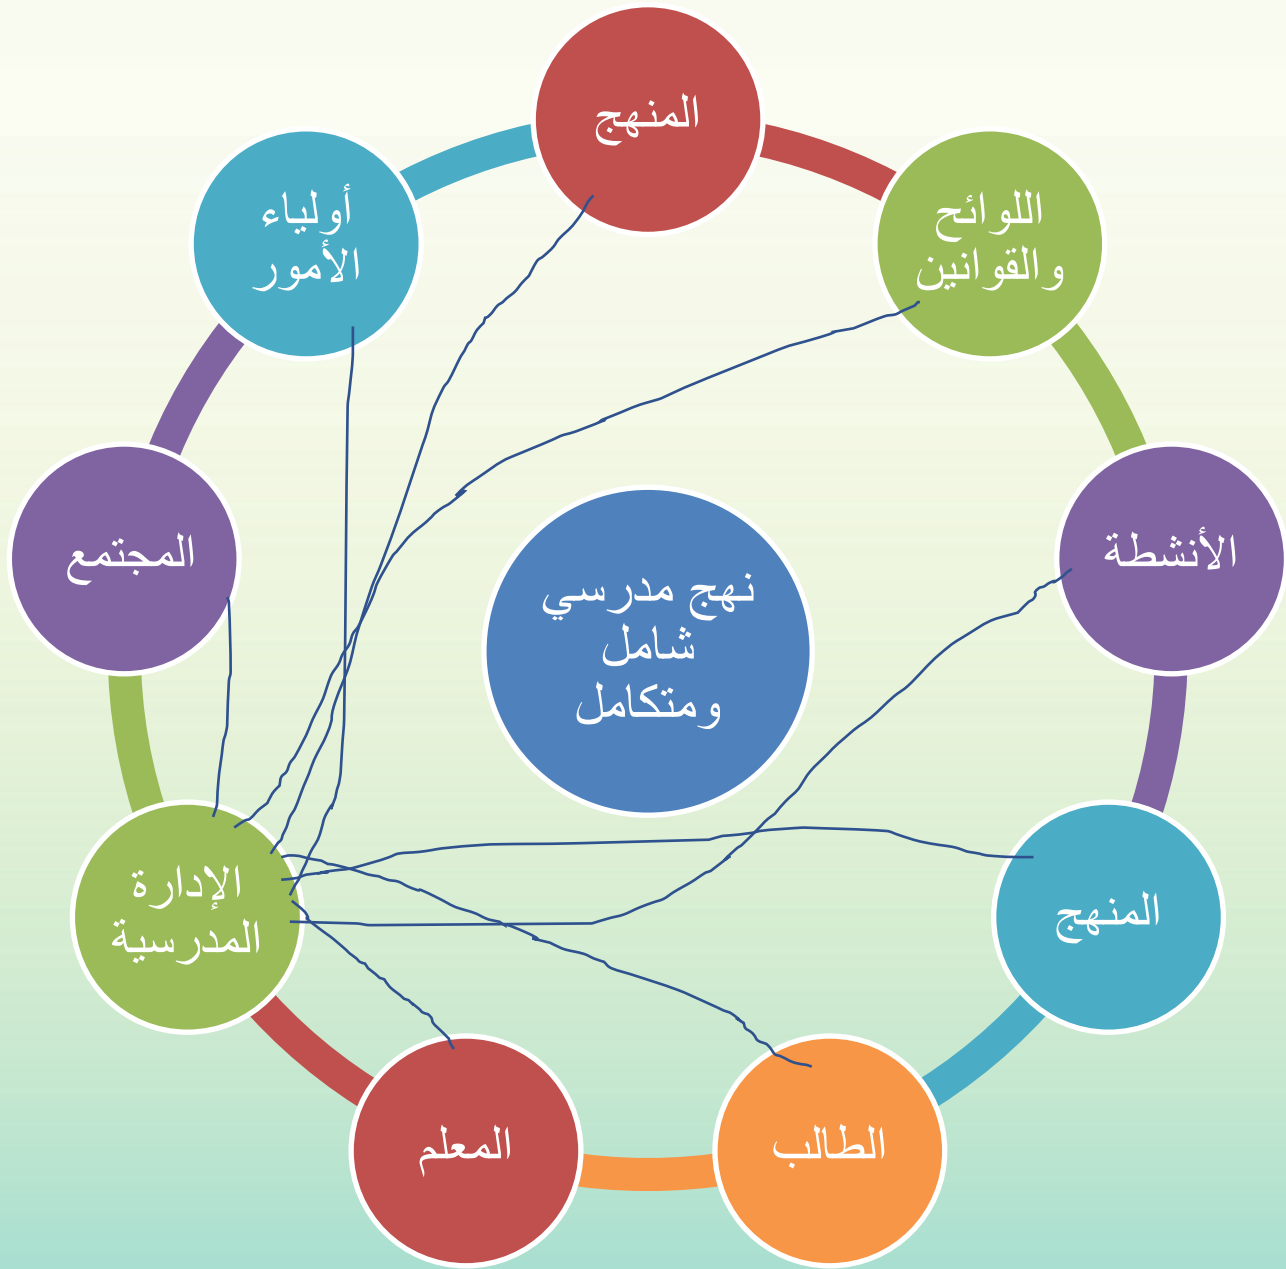 المنهج
اللوائح
والقوانين
الأنشطة
المنهج
الطالب
المعلم
الإدارة
المدرسية
المجتمع
أولياء
الأمور
نهج مدرسي
شامل
ومتكامل